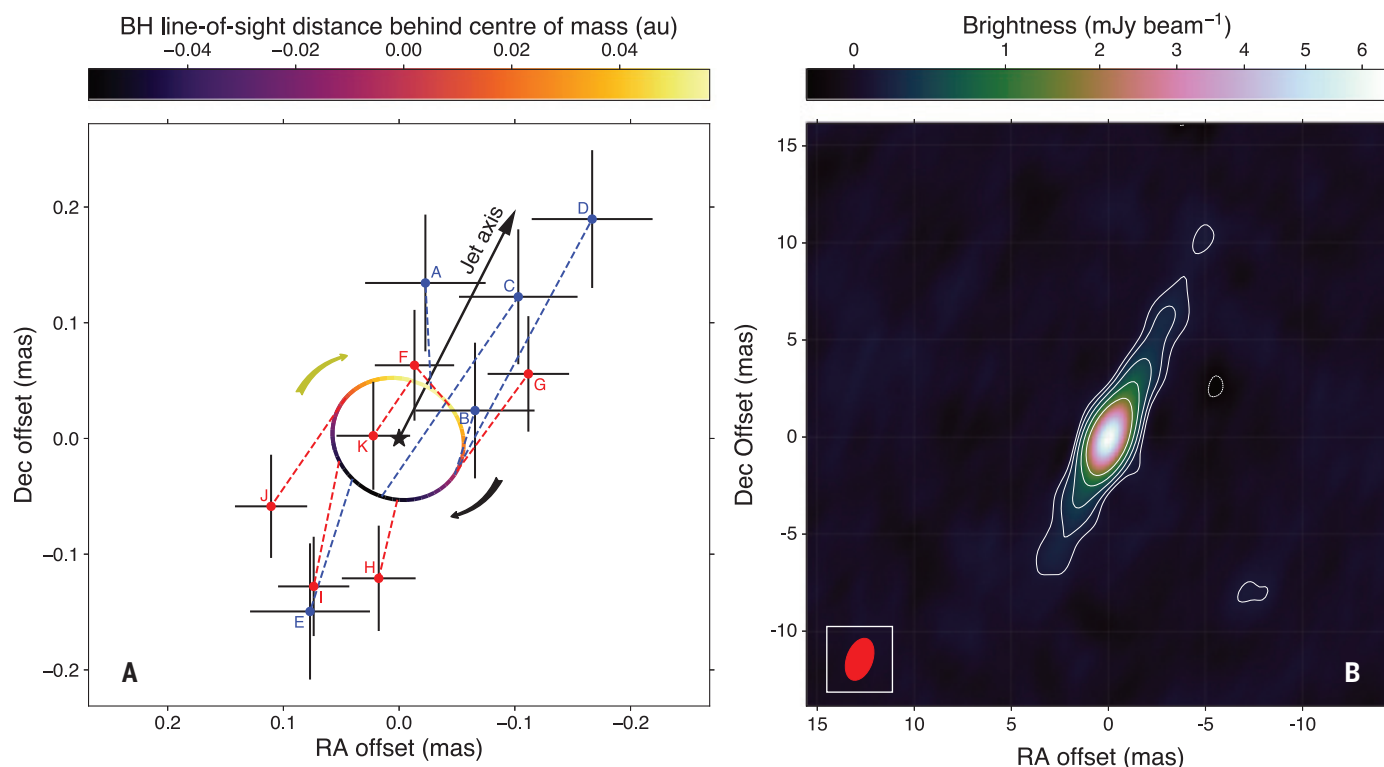 BH line-of-sight distance behind centre of mass (au)
−0.04 −0.02 0.00 0.02 0.04
Dec offset (mas)
0.2
0.1
0.0
−0.1
−0.2
Jet axis
D
A
C
F
G
B
K
J
H
I
E
A
0.2 0.1 0.0 -0.1 -0.2
RA offset (mas)
Brightness (mJy beam⁻¹)
0 1 2 3 4 5 6
Dec Offset (mas)
15
10
5
0
-5
-10
B
15 10 5 0 -5 -10
RA offset (mas)